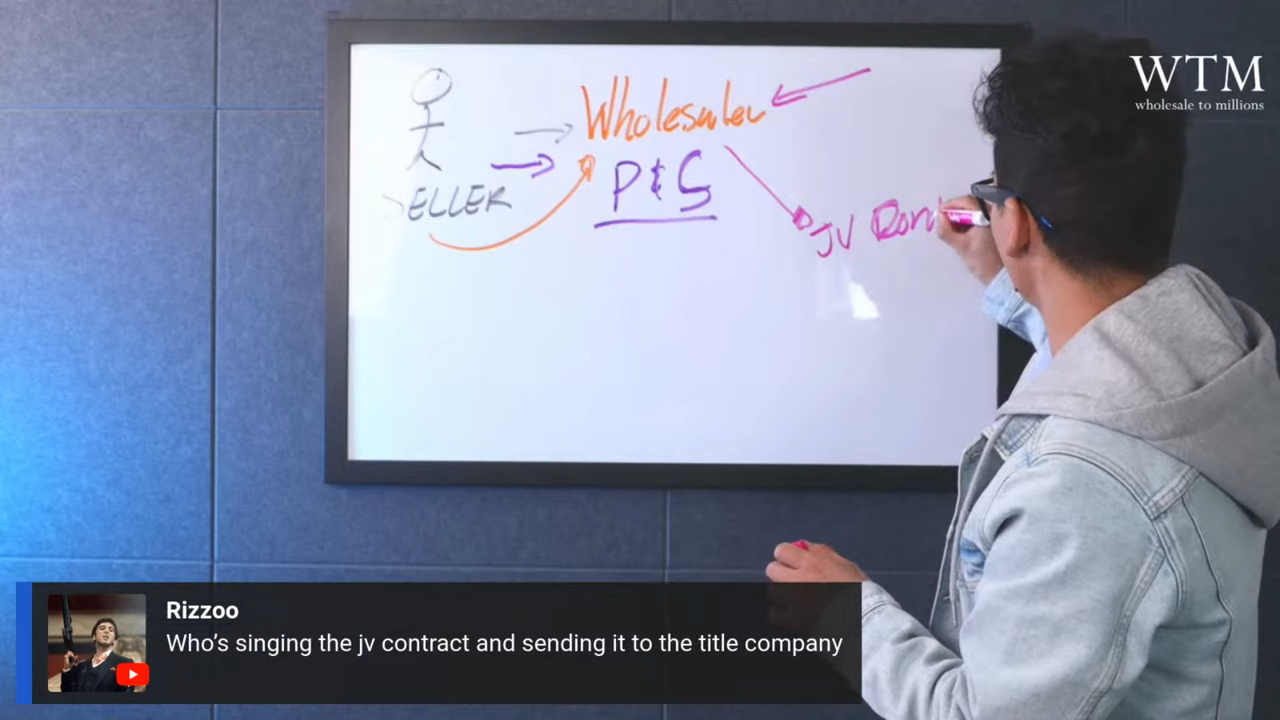 WTM
wholesale to millions
Wholesaler
SELLER
P & S
JV
Rizzoo
Who’s singing the jv contract and sending it to the title company